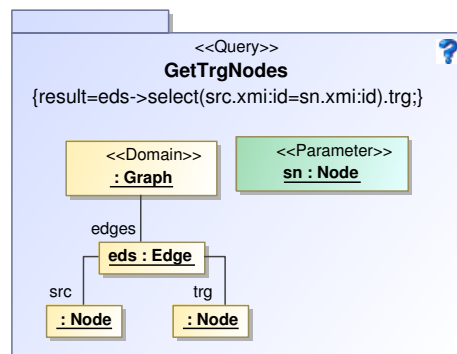 <<Query>>
GetTrgNodes
{result=eds->select(src.xmi:id=sn.xmi:id).trg;}
<<Domain>>
: Graph
<<Parameter>>
sn : Node
edges
eds : Edge
src
trg
: Node
: Node